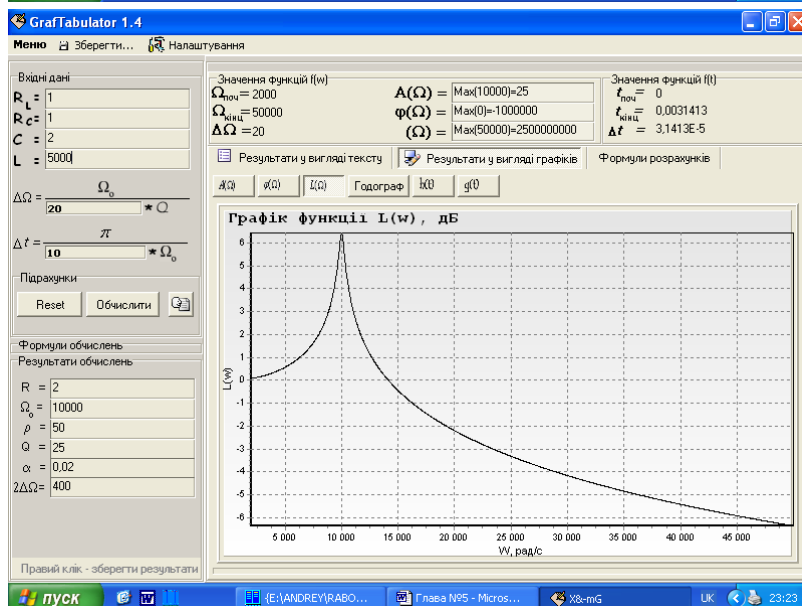 GrafTabulator 1.4
Меню Зберегти... Налаштування
Вхідні дані
R_L = 1
R_C = 1
C = 2
L = 5000
ΔΩ = Ω_o
20 * Q
Δt = π
10 * Ω_o
Підрахунки
Reset Обчислити
Формули обчислень
Результати обчислень
R = 2
Ω_o = 10000
ρ = 50
Q = 25
α = 0,02
2ΔΩ= 400
Правий клік - зберегти результати
Значення функцій f(w)
Ω_поч = 2000
Ω_кінц = 50000
ΔΩ = 20
A(Ω) = Max(10000)=25
φ(Ω) = Max(0)=-1000000
(Ω) = Max(50000)=2500000000
Значення функцій f(t)
t_поч = 0
t_кінц = 0,0031413
Δt = 3,1413E-5
Результати у вигляді тексту Результати у вигляді графіків Формули розрахунків
A(Ω) φ(Ω) L(Ω) Годограф h(t) g(t)
Графік функції L(w), дБ
6
5
4
3
2
1
0
-1
-2
-3
-4
-5
-6
L(w)
5 000 10 000 15 000 20 000 25 000 30 000 35 000 40 000 45 000
W, рад/с
пуск {E:\ANDREY\RABO... Глава №5 - Micros... X&-mG UK 23:23